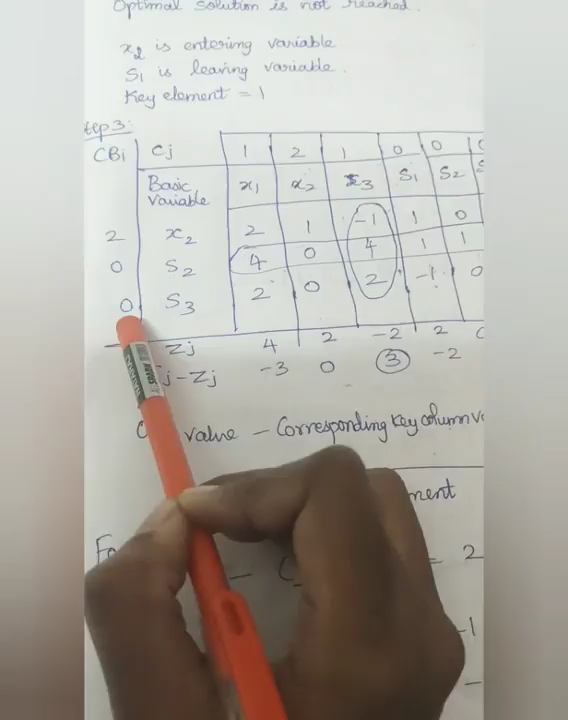 Optimal solution is not reached.
x2 is entering variable
S1 is leaving variable.
Key element = 1
tep 3:
CBi Cj 1 2 1 0 0
Basic variable x1 x2 x3 S1 S2
2 x2 2 1 -1 1 0
0 S2 4 0 4 1 1
0 S3 2 0 2 -1 0
Zj 4 2 -2 2
j-Zj -3 0 3 -2
value - Corresponding Key column v
ment
- = 2
-1